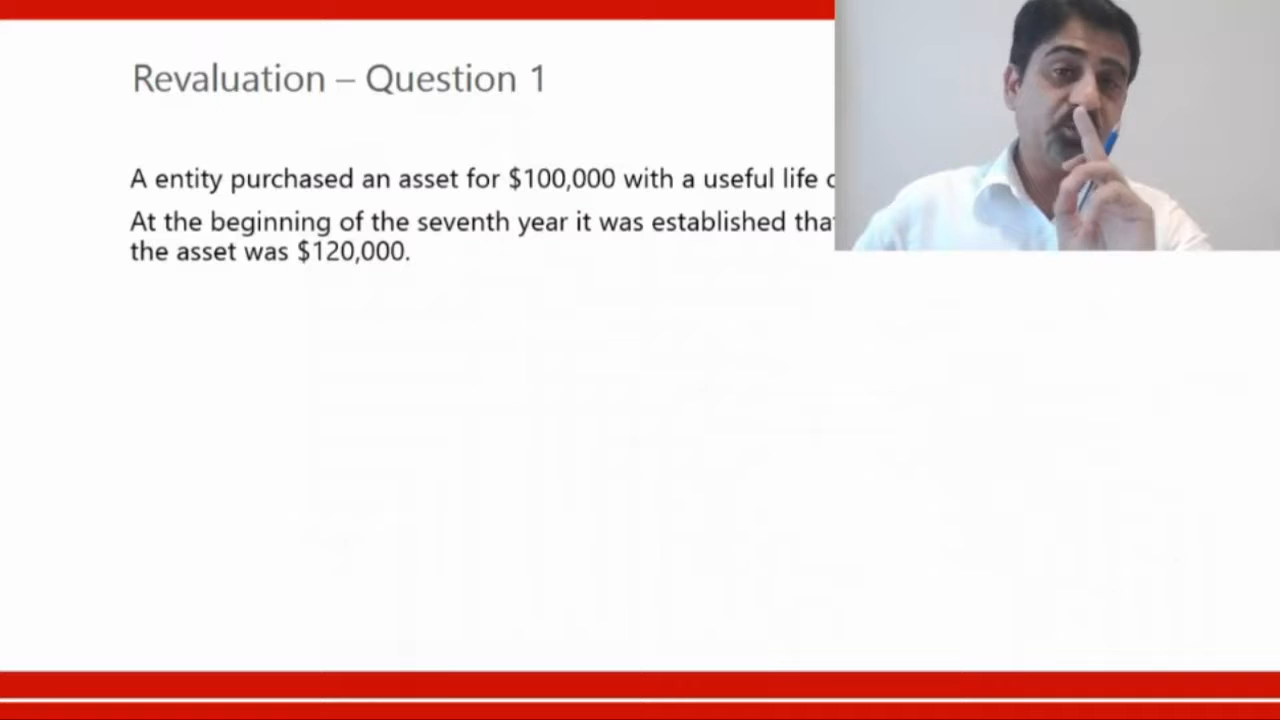 Revaluation – Question 1
A entity purchased an asset for $100,000 with a useful life
At the beginning of the seventh year it was established
the asset was $120,000.